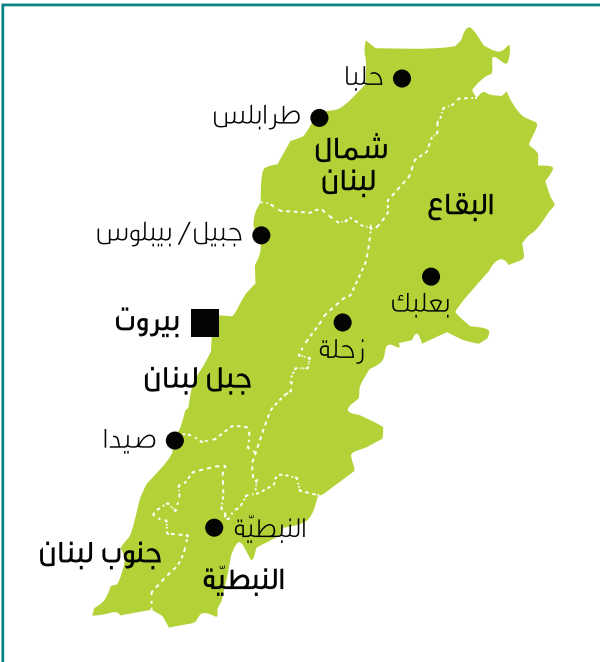 حلبا
طرابلس
شمال
لبنان
البقاع
جبيل/ بيبلوس
بعلبك
بيروت
زحلة
جبل لبنان
صيدا
النبطيّة
جنوب لبنان
النبطيّة